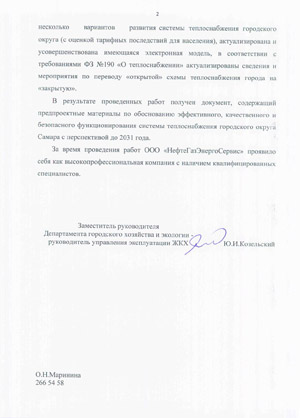 2
несколько вариантов развития системы теплоснабжения городского
округа (с оценкой тарифных последствий для населения), актуализирована и
усовершенствована имеющаяся электронная модель, в соответствии с
требованиями ФЗ №190 «О теплоснабжении» актуализированы сведения и
мероприятия по переводу «открытой» схемы теплоснабжения города на
«закрытую».
В результате проведенных работ получен документ, содержащий
предпроектные материалы по обоснованию эффективного, качественного и
безопасного функционирования системы теплоснабжения городского округа
Самара с перспективой до 2031 года.
За время проведения работ ООО «НефтеГазЭнергоСервис» проявило
себя как высокопрофессиональная компания с наличием квалифицированных
специалистов.
Заместитель руководителя
Департамента городского хозяйства и экологии -
руководитель управления эксплуатации ЖКХ Ю.И.Козельский
О.Н.Маринина
266 54 58